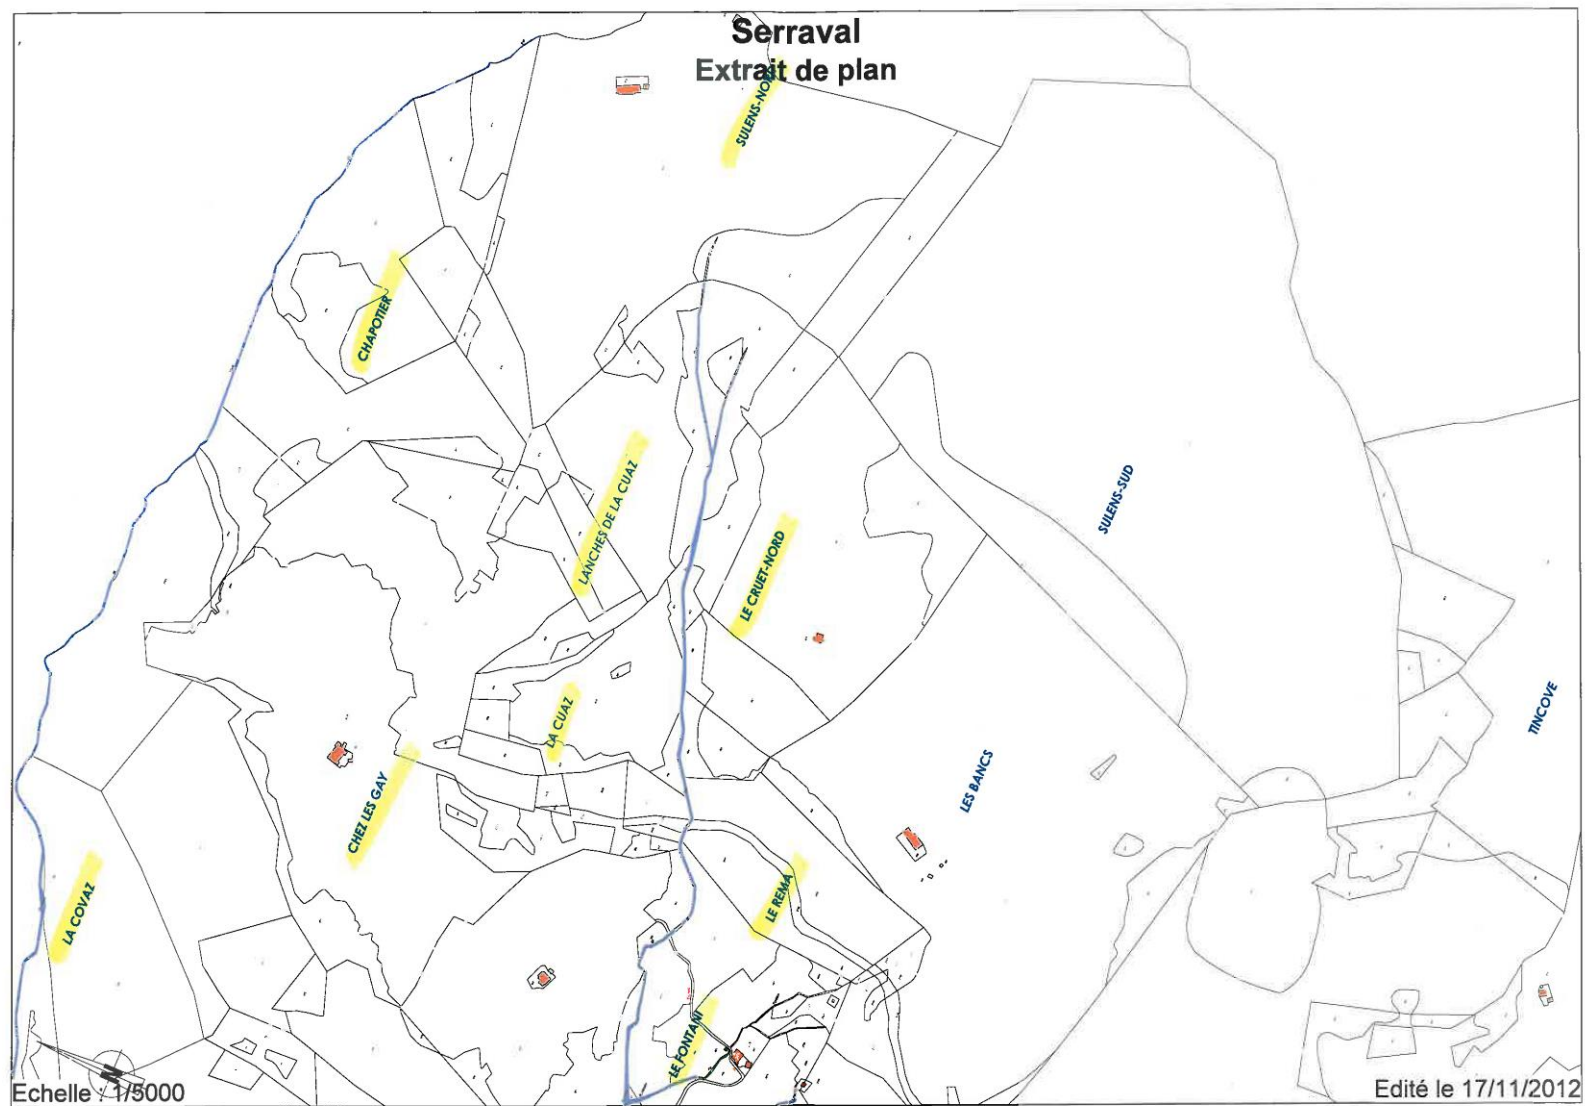 Serraval
Extrait de plan
SULENS-NORD
CHAPOTIER
LANCHES DE LA CUAZ
SULENS-SUD
LE CRUET-NORD
LA CUAZ
TINCOVE
LES BANCS
CHEZ LES GAY
LA COVAZ
LE REMA
LE FONTANI
N
Echelle : 1/5000
Edité le 17/11/2012